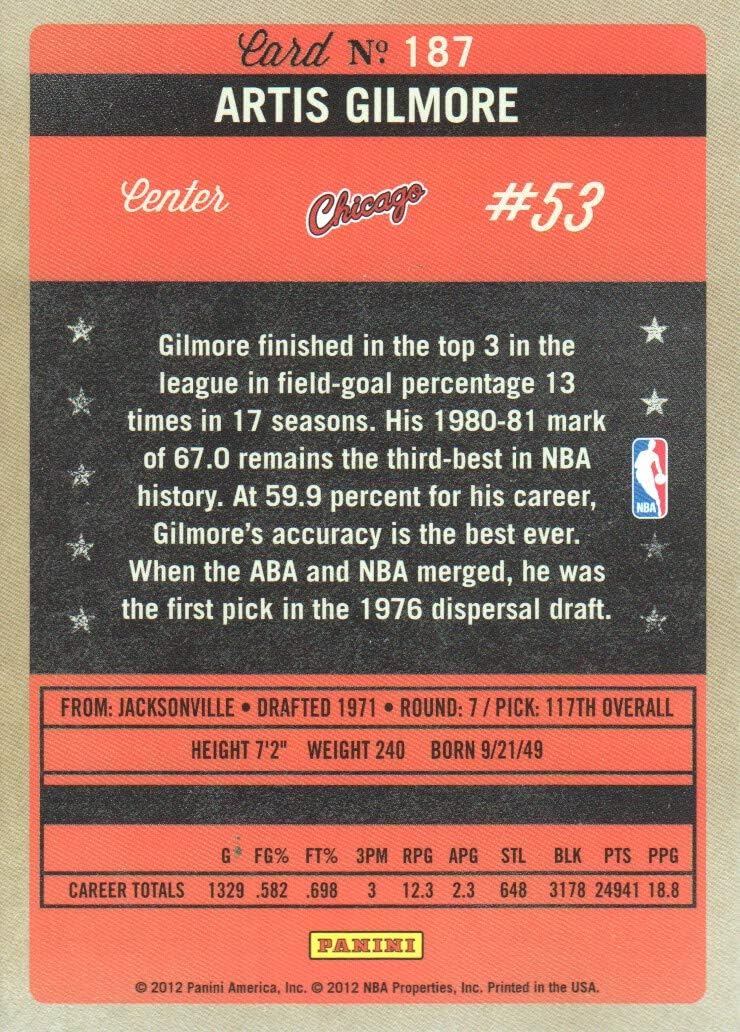 Card Nº 187
ARTIS GILMORE
Center Chicago #53
Gilmore finished in the top 3 in the
league in field-goal percentage 13
times in 17 seasons. His 1980-81 mark
of 67.0 remains the third-best in NBA
history. At 59.9 percent for his career,
Gilmore's accuracy is the best ever.
When the ABA and NBA merged, he was
the first pick in the 1976 dispersal draft.
NBA
FROM: JACKSONVILLE • DRAFTED 1971 • ROUND: 7 / PICK: 117TH OVERALL
HEIGHT 7'2" WEIGHT 240 BORN 9/21/49
G FG% FT% 3PM RPG APG STL BLK PTS PPG
CAREER TOTALS 1329 .582 .698 3 12.3 2.3 648 3178 24941 18.8
PANINI
© 2012 Panini America, Inc. © 2012 NBA Properties, Inc. Printed in the USA.